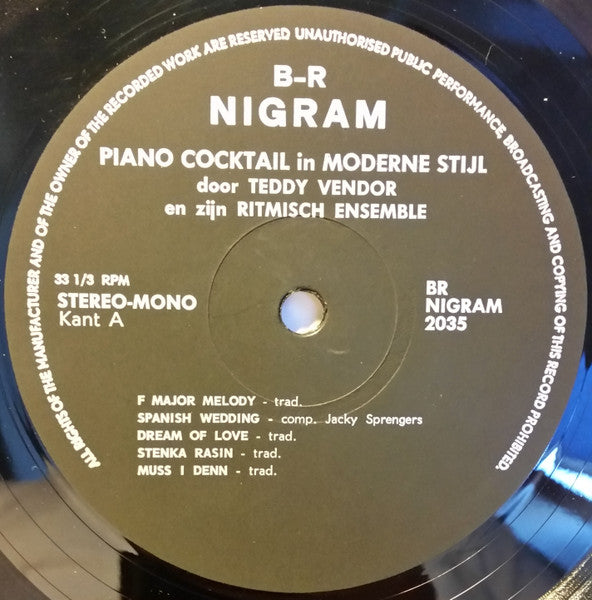 ALL RIGHTS OF THE MANUFACTURER AND OF THE OWNER OF THE RECORDED WORK ARE RESERVED UNAUTHORISED PUBLIC PERFORMANCE, BROADCASTING AND COPYING OF THIS RECORD PROHIBITED.
B-R
NIGRAM
PIANO COCKTAIL in MODERNE STIJL
door TEDDY VENDOR
en zijn RITMISCH ENSEMBLE
33 1/3 RPM
STEREO-MONO
Kant A
BR
NIGRAM
2035
F MAJOR MELODY - trad.
SPANISH WEDDING - comp. Jacky Sprengers
DREAM OF LOVE - trad.
STENKA RASIN - trad.
MUSS I DENN - trad.